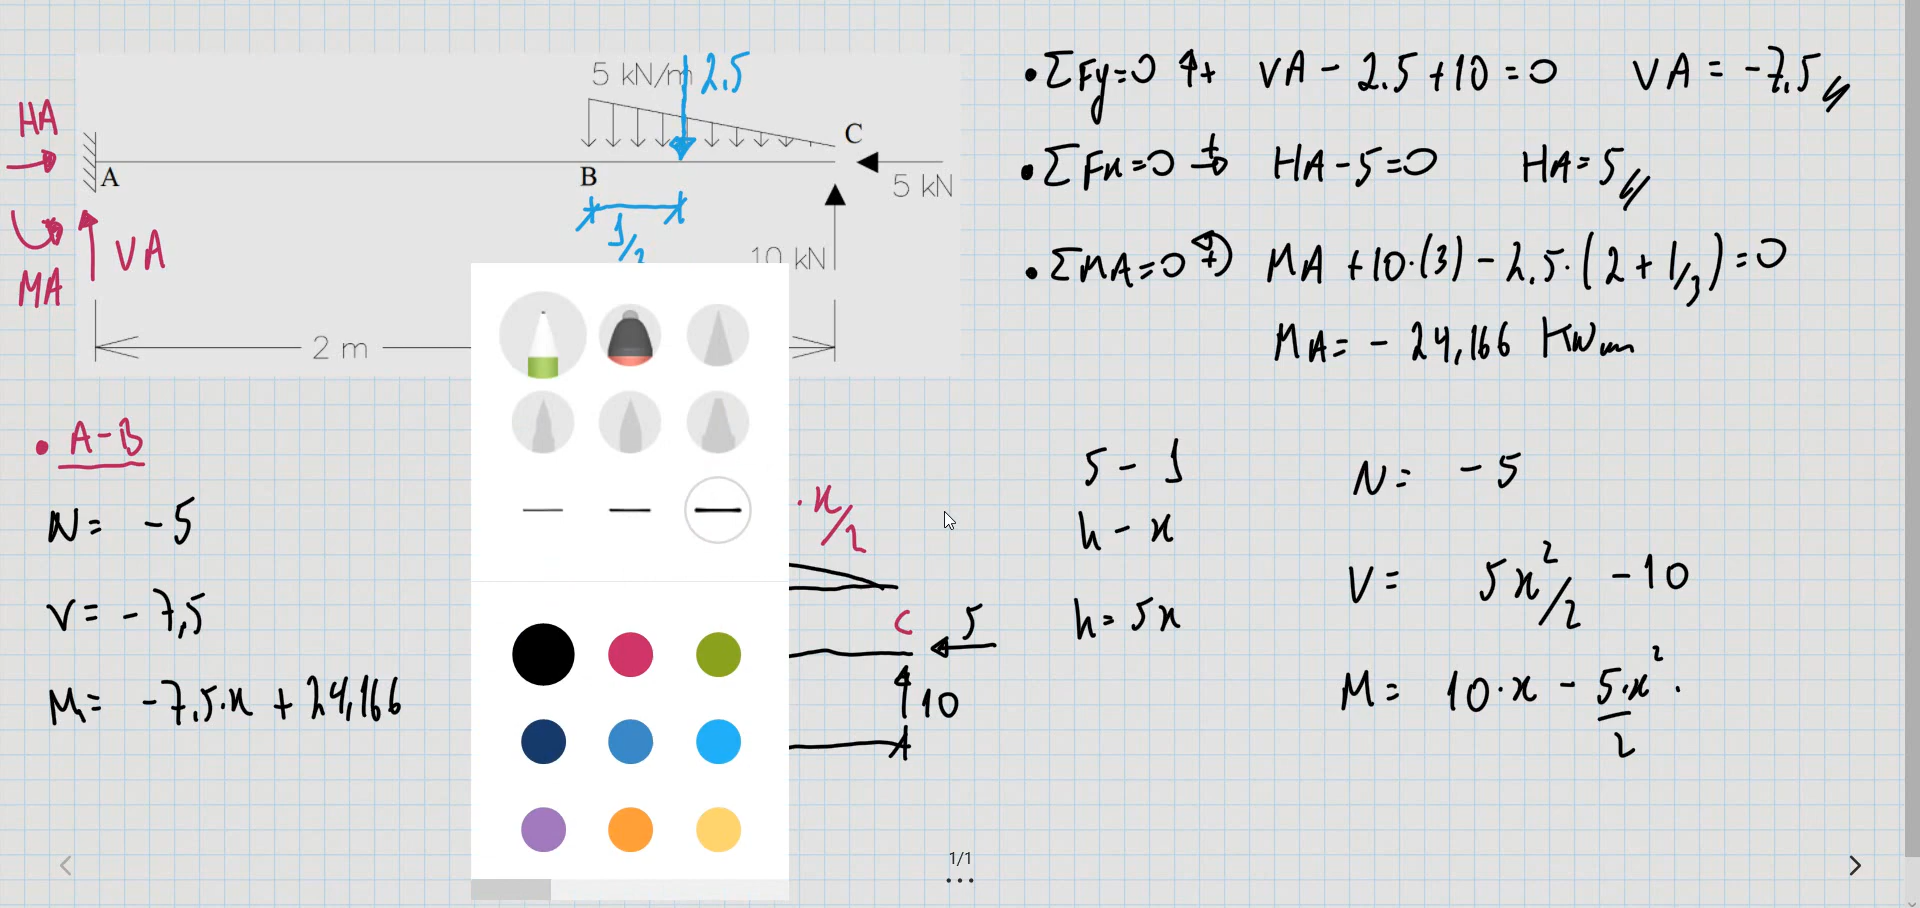 5 kN/m 2.5
HA
A
B
C
5 kN
VA
MA
10 kN
2 m
• ΣFy=0 ↑+ VA - 2.5 + 10 = 0 VA = -7.5
• ΣFx=0 →+ HA - 5 = 0 HA = 5
• ΣMA=0 + MA + 10·(3) - 2.5·(2 + 1/3) = 0
MA = - 24,166 KNm
• A-B
N = -5
V = -7,5
M = -7.5·x + 24,166
·x/2
C
5
10
5 - 1
h - x
h = 5x
N = -5
V = 5x²/2 - 10
M = 10·x - 5·x²/2 ·
1/1